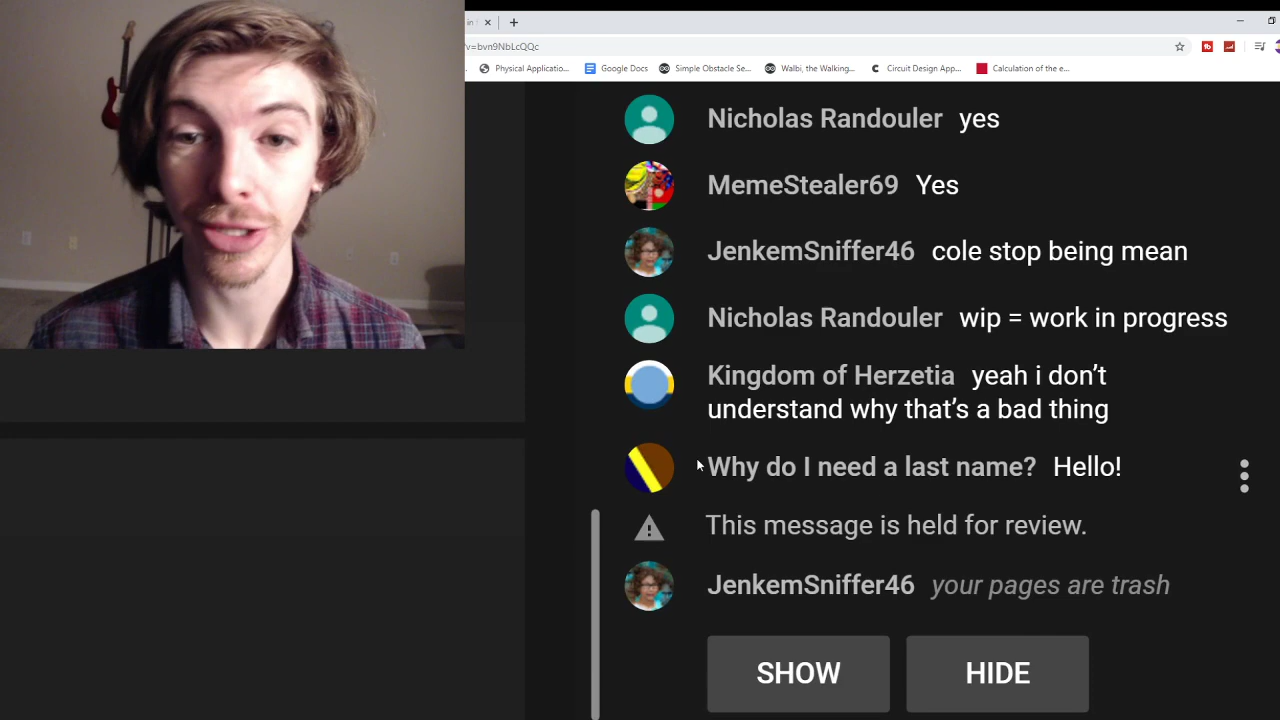 in
v=bvn9NbLcQQc
Physical Applicatio... Google Docs Simple Obstacle Se... Walbi, the Walking... Circuit Design App... Calculation of the e...
Nicholas Randouler yes
MemeStealer69 Yes
JenkemSniffer46 cole stop being mean
Nicholas Randouler wip = work in progress
Kingdom of Herzetia yeah i don’t
understand why that’s a bad thing
Why do I need a last name? Hello!
This message is held for review.
JenkemSniffer46 your pages are trash
SHOW HIDE